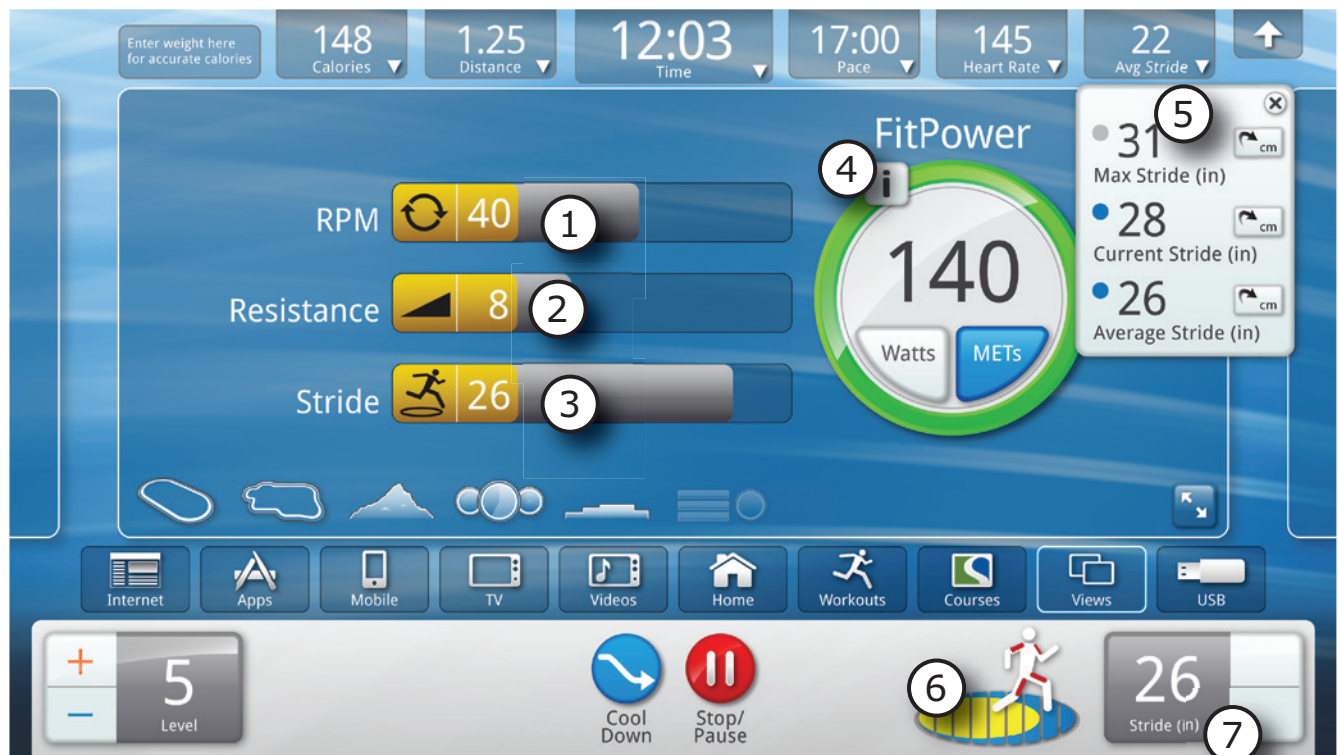 Enter weight here
for accurate calories
148
Calories
1.25
Distance
12:03
Time
17:00
Pace
145
Heart Rate
22
Avg Stride
5
31
cm
Max Stride (in)
28
cm
Current Stride (in)
26
cm
Average Stride (in)
FitPower
4
i
140
Watts
METs
RPM
40
1
Resistance
8
2
Stride
26
3
Internet
Apps
Mobile
TV
Videos
Home
Workouts
Courses
Views
USB
+
−
5
Level
Cool
Down
Stop/
Pause
6
26
Stride (in)
7